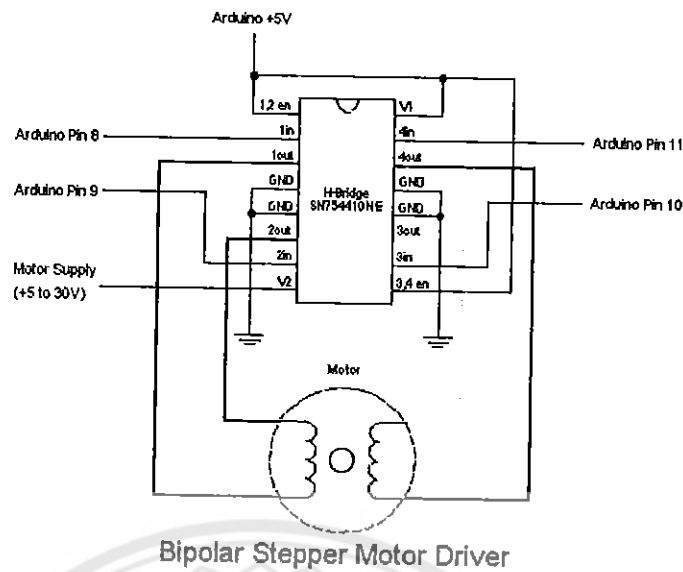 Arduino +5V
1,2 en
V1
Arduino Pin 8
1in
4in
Arduino Pin 11
1out
4out
GND
GND
Arduino Pin 9
H-Bridge
SN754410NE
GND
GND
Arduino Pin 10
2out
3out
2in
3in
Motor Supply
(+5 to 30V)
V2
3,4 en
Motor
Bipolar Stepper Motor Driver